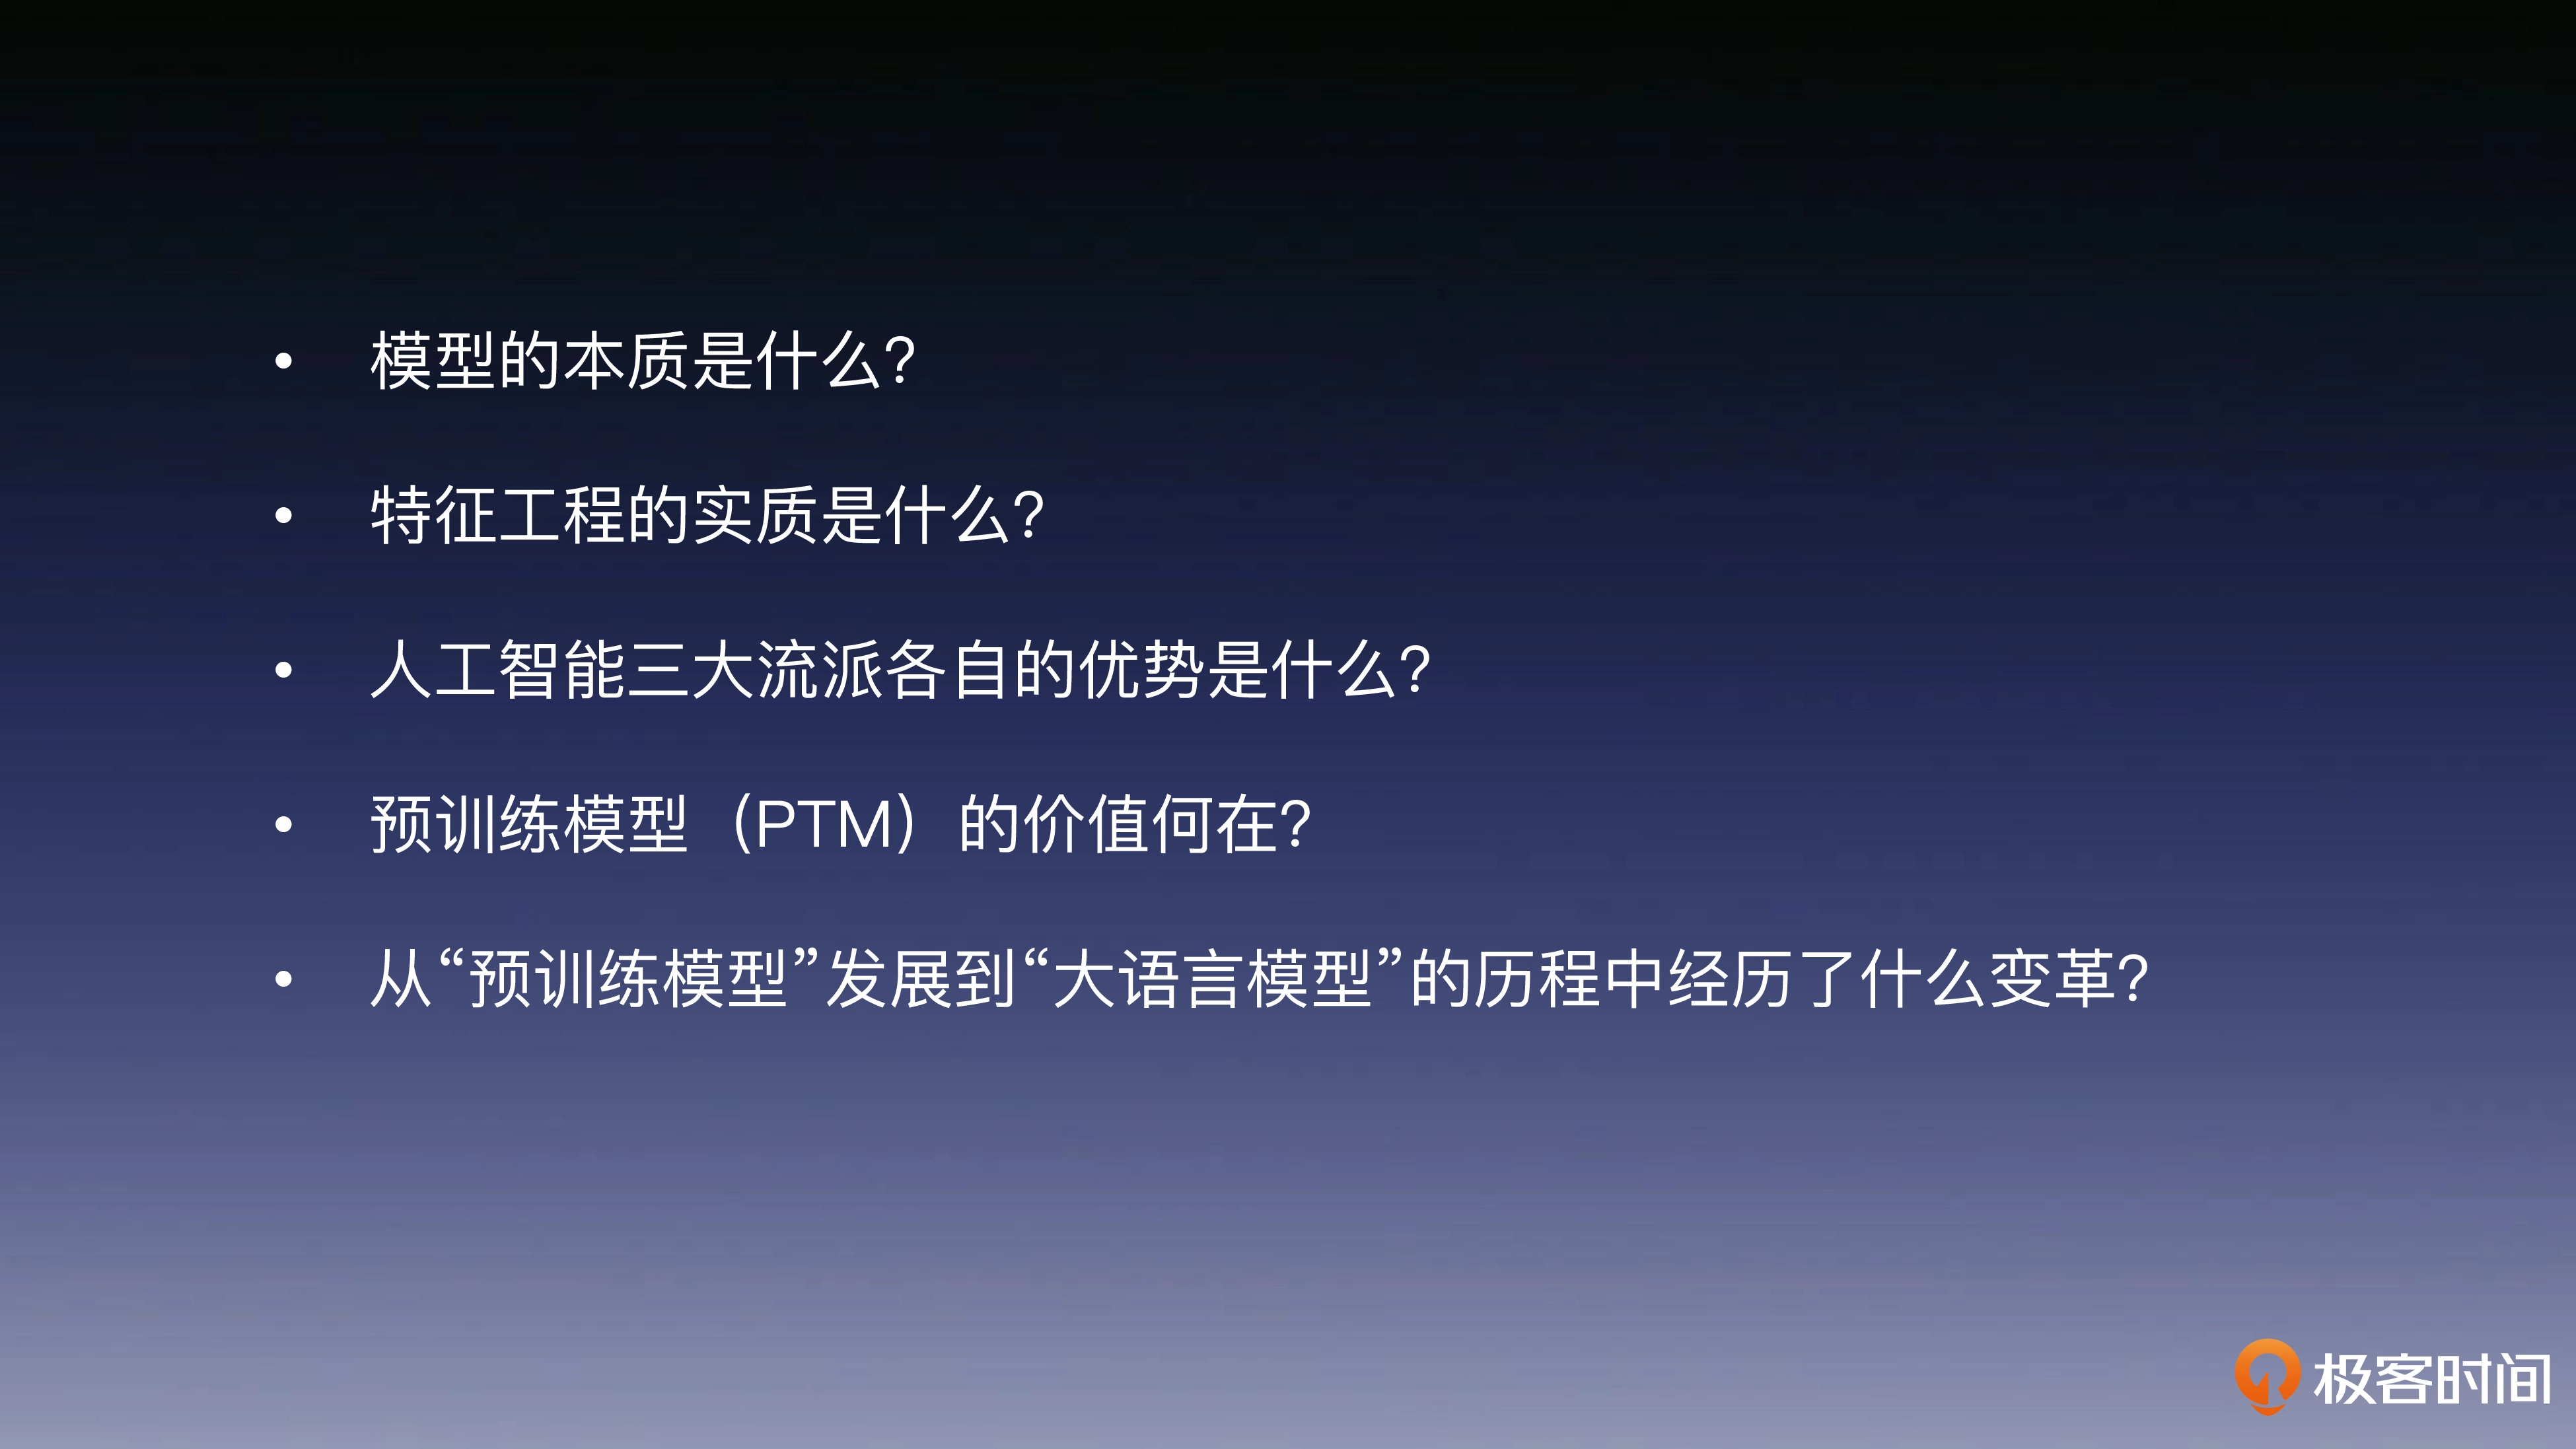 • 模型的本质是什么？
• 特征工程的实质是什么？
• 人工智能三大流派各自的优势是什么？
• 预训练模型（PTM）的价值何在？
• 从“预训练模型”发展到“大语言模型”的历程中经历了什么变革？
极客时间